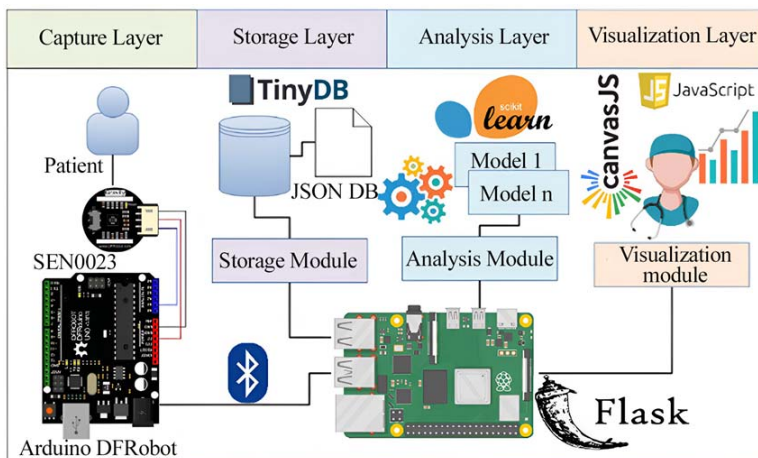 Capture Layer
Storage Layer
Analysis Layer
Visualization Layer
TinyDB
scikit
learn
JS
JavaScript
canvasJS
Patient
JSON DB
Model 1
Model n
SEN0023
Storage Module
Analysis Module
Visualization
module
Flask
Arduino DFRobot